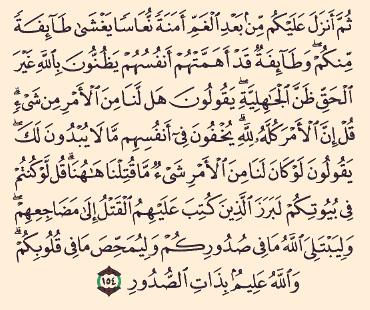 ثُمَّ أَنزَلَ عَلَيْكُم مِّنۢ بَعْدِ ٱلْغَمِّ أَمَنَةً نُّعَاسًا يَغْشَىٰ طَآئِفَةً
مِّنكُمْ ۖ وَطَآئِفَةٌ قَدْ أَهَمَّتْهُمْ أَنفُسُهُمْ يَظُنُّونَ بِٱللَّهِ غَيْرَ
ٱلْحَقِّ ظَنَّ ٱلْجَٰهِلِيَّةِ ۖ يَقُولُونَ هَل لَّنَا مِنَ ٱلْأَمْرِ مِن شَىْءٍ ۗ
قُلْ إِنَّ ٱلْأَمْرَ كُلَّهُۥ لِلَّهِ ۗ يُخْفُونَ فِىٓ أَنفُسِهِم مَّا لَا يُبْدُونَ لَكَ ۖ
يَقُولُونَ لَوْ كَانَ لَنَا مِنَ ٱلْأَمْرِ شَىْءٌ مَّا قُتِلْنَا هَٰهُنَا ۗ قُل لَّوْ كُنتُمْ
فِى بُيُوتِكُمْ لَبَرَزَ ٱلَّذِينَ كُتِبَ عَلَيْهِمُ ٱلْقَتْلُ إِلَىٰ مَضَاجِعِهِمْ ۖ
وَلِيَبْتَلِىَ ٱللَّهُ مَا فِى صُدُورِكُمْ وَلِيُمَحِّصَ مَا فِى قُلُوبِكُمْ ۗ
وَٱللَّهُ عَلِيمٌۢ بِذَاتِ ٱلصُّدُورِ ١٥٤